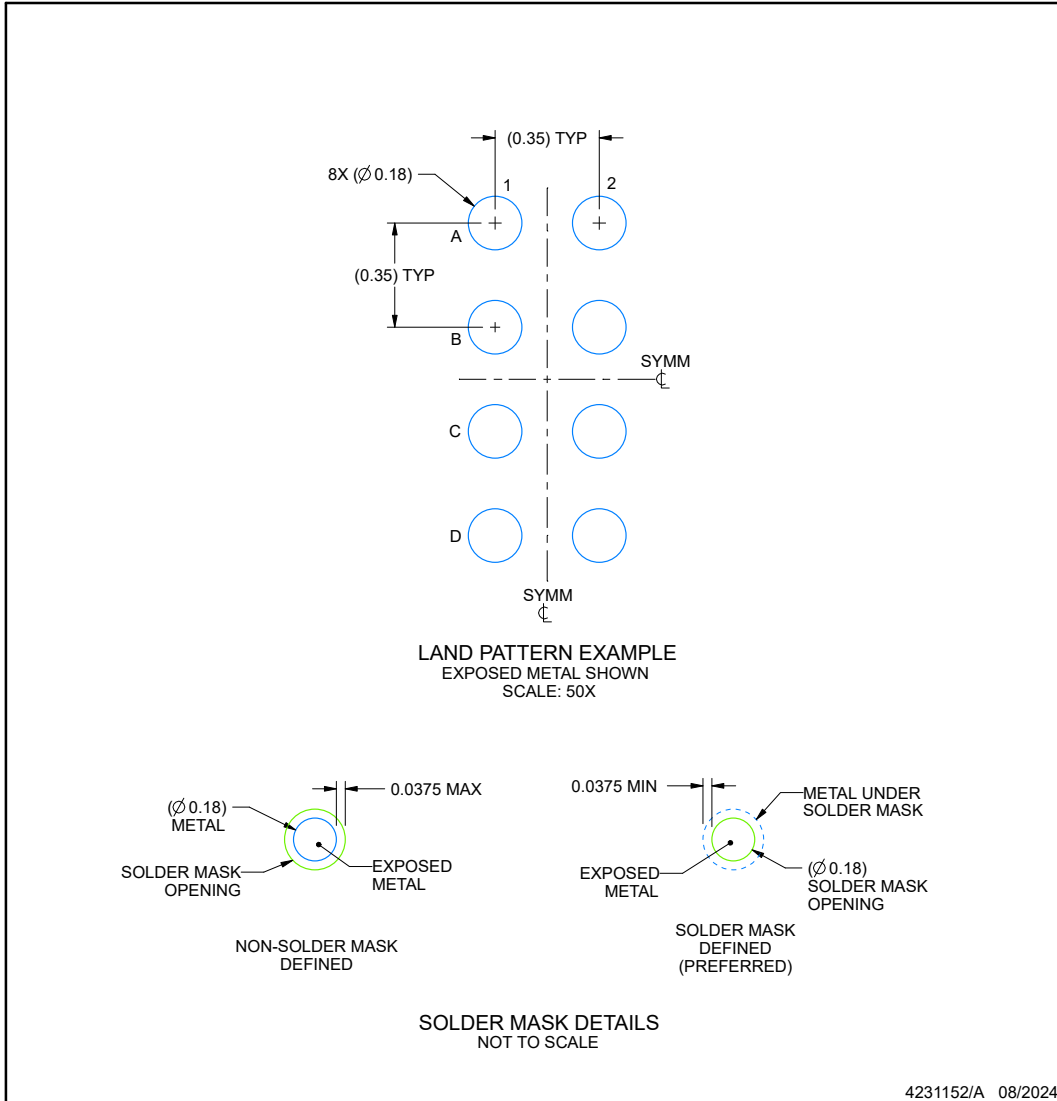 (0.35) TYP
8X (∅ 0.18)
1
2
A
(0.35) TYP
B
SYMM
℄
C
D
SYMM
℄
LAND PATTERN EXAMPLE
EXPOSED METAL SHOWN
SCALE: 50X
0.0375 MAX
(∅ 0.18)
METAL
SOLDER MASK
OPENING
EXPOSED
METAL
NON-SOLDER MASK
DEFINED
0.0375 MIN
METAL UNDER
SOLDER MASK
EXPOSED
METAL
(∅ 0.18)
SOLDER MASK
OPENING
SOLDER MASK
DEFINED
(PREFERRED)
SOLDER MASK DETAILS
NOT TO SCALE
4231152/A 08/2024